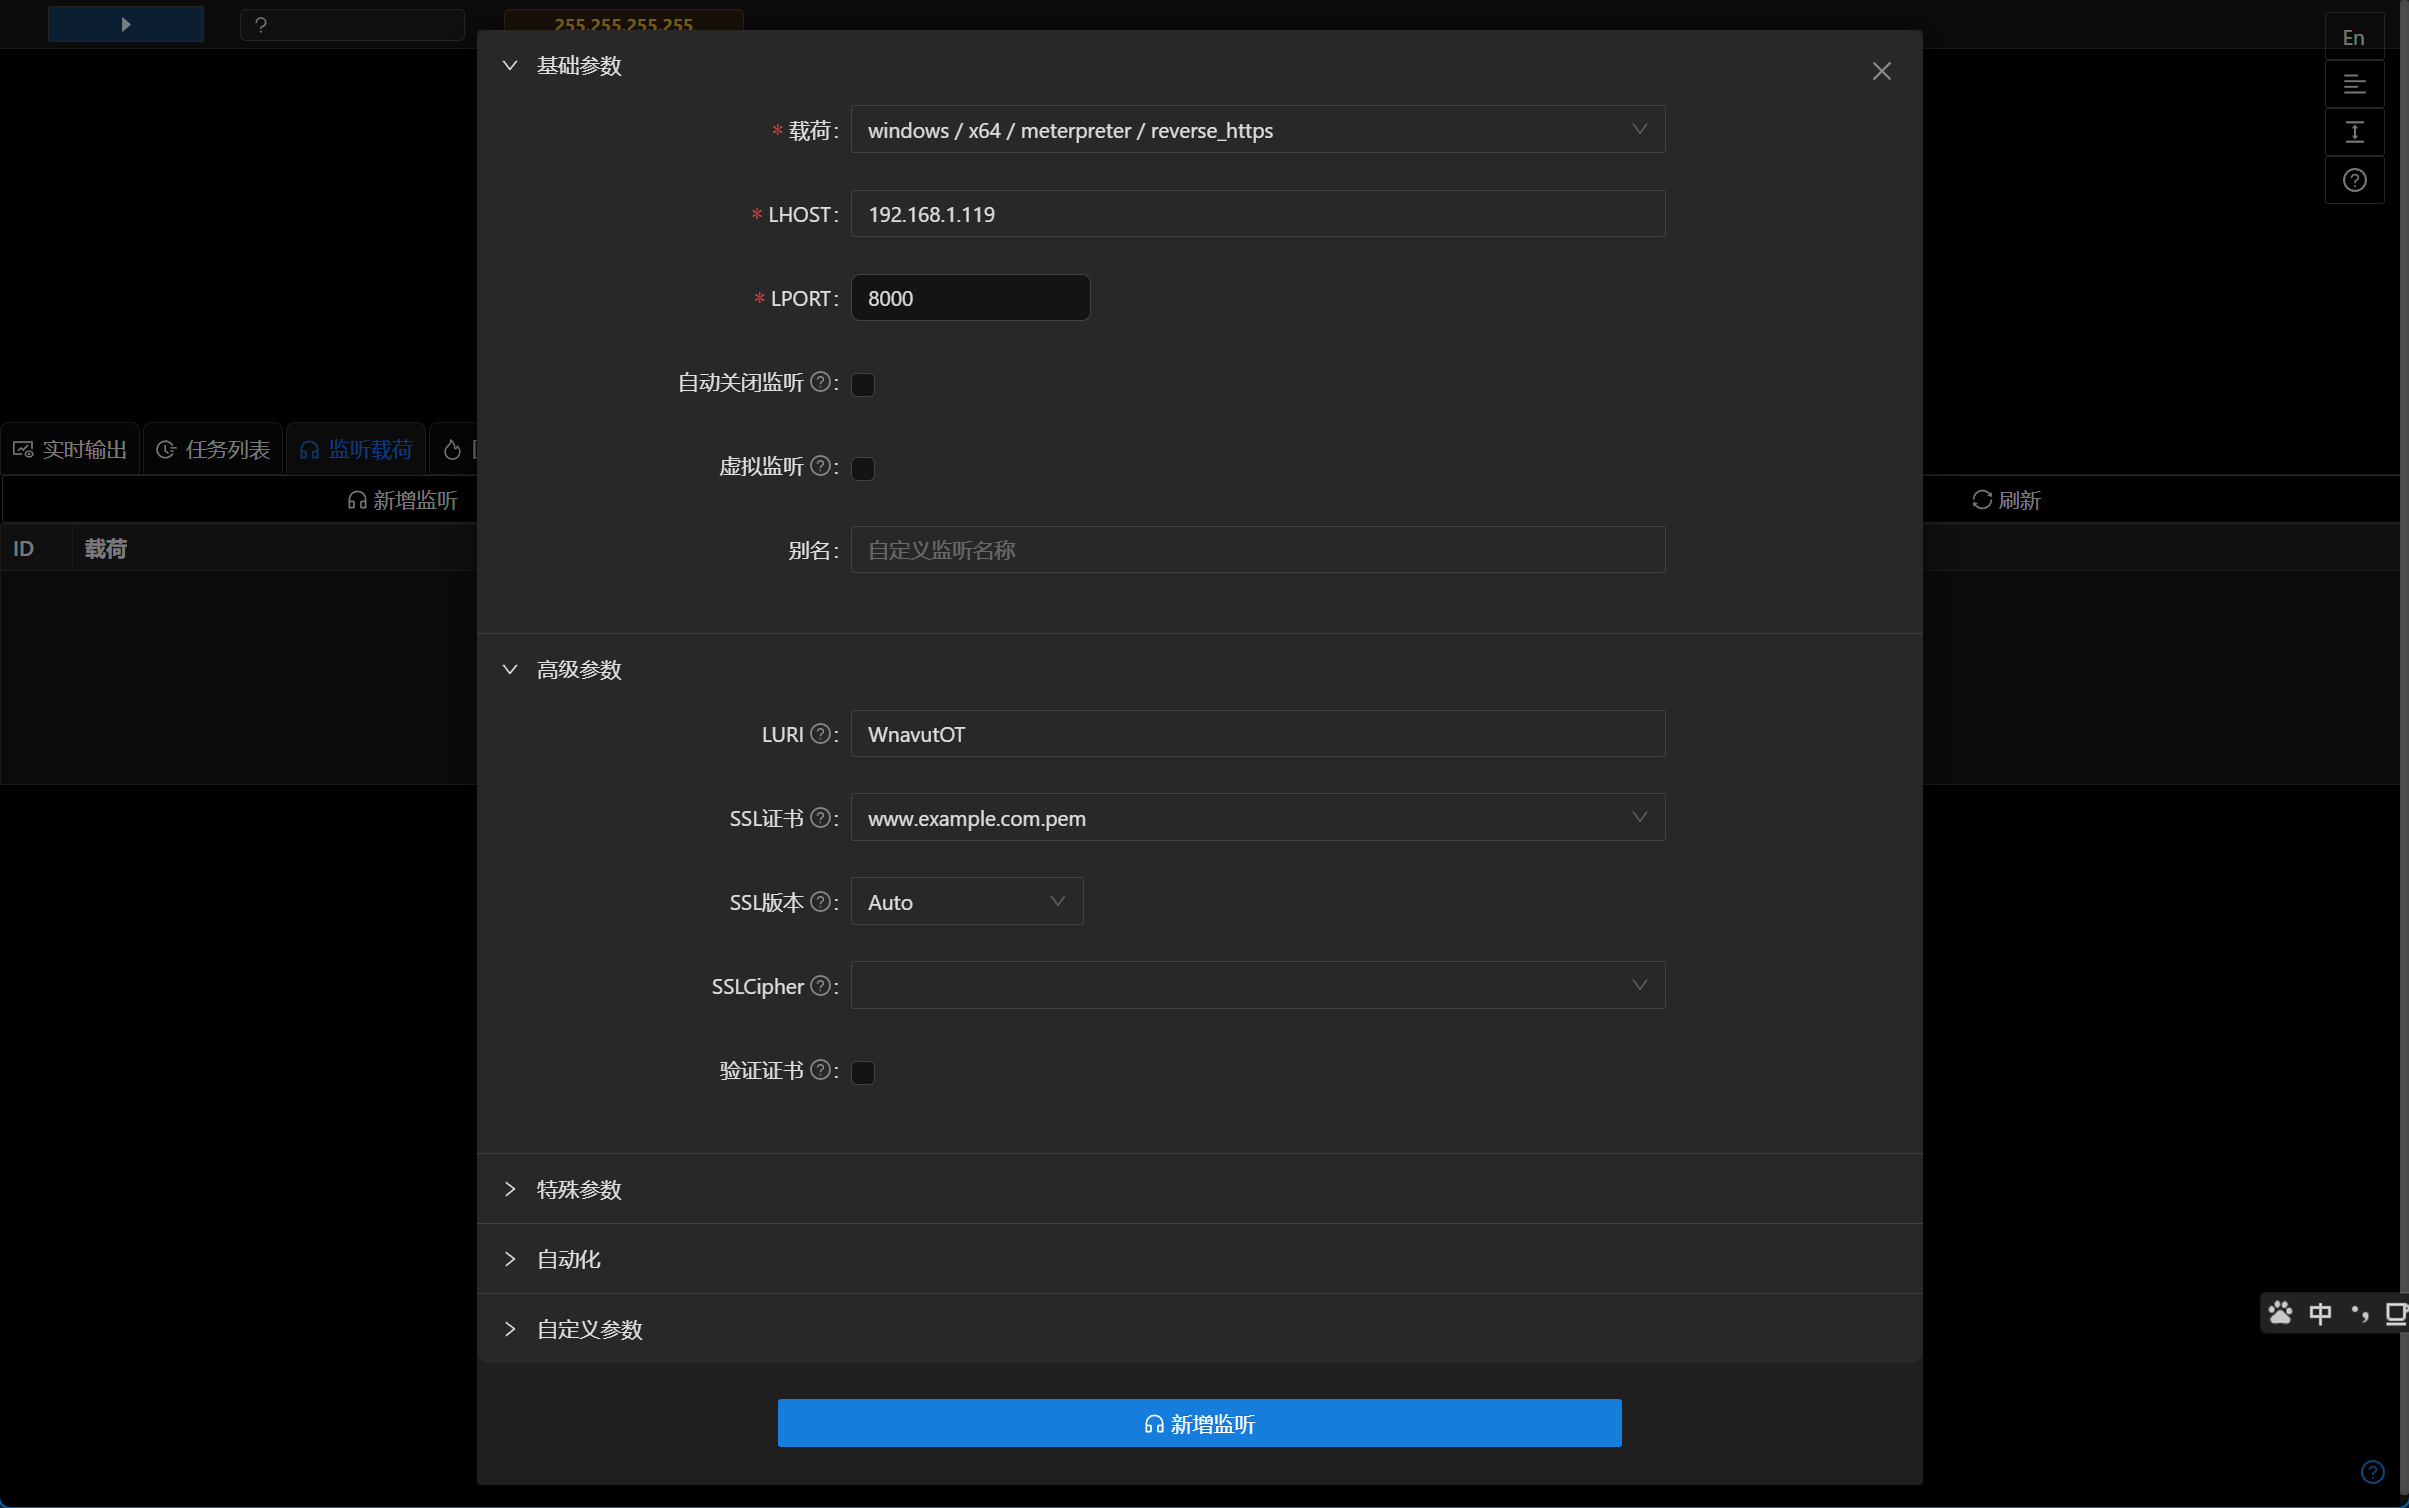 ?
255.255.255.255
En
基础参数
* 载荷: windows / x64 / meterpreter / reverse_https
* LHOST: 192.168.1.119
* LPORT: 8000
自动关闭监听 ?:
虚拟监听 ?:
别名: 自定义监听名称
实时输出
任务列表
监听载荷
新增监听
刷新
ID
载荷
高级参数
LURI ?: WnavutOT
SSL证书 ?: www.example.com.pem
SSL版本 ?: Auto
SSLCipher ?:
验证证书 ?:
特殊参数
自动化
自定义参数
新增监听
中 •,